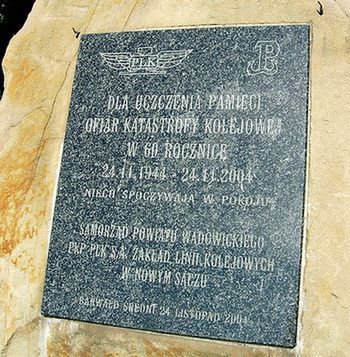 PLK
DLA UCZCZENIA PAMIĘCI
OFIAR KATASTROFY KOLEJOWEJ
W 60 ROCZNICĘ
24.11.1944 - 24.11.2004
NIECH SPOCZYWAJĄ W POKOJU
SAMORZĄD POWIATU WADOWICKIEGO
PKP PLK S.A. ZAKŁAD LINII KOLEJOWYCH
W NOWYM SĄCZU
BARWAŁD ŚREDNI 24 LISTOPAD 2004